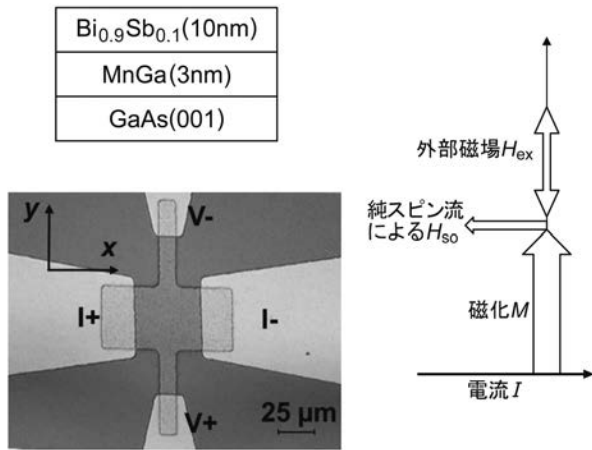 Bi0.9Sb0.1(10nm)
MnGa(3nm)
GaAs(001)
y
x
V-
I+
I-
V+
25 µm
外部磁場Hex
純スピン流
によるHso
磁化M
電流I